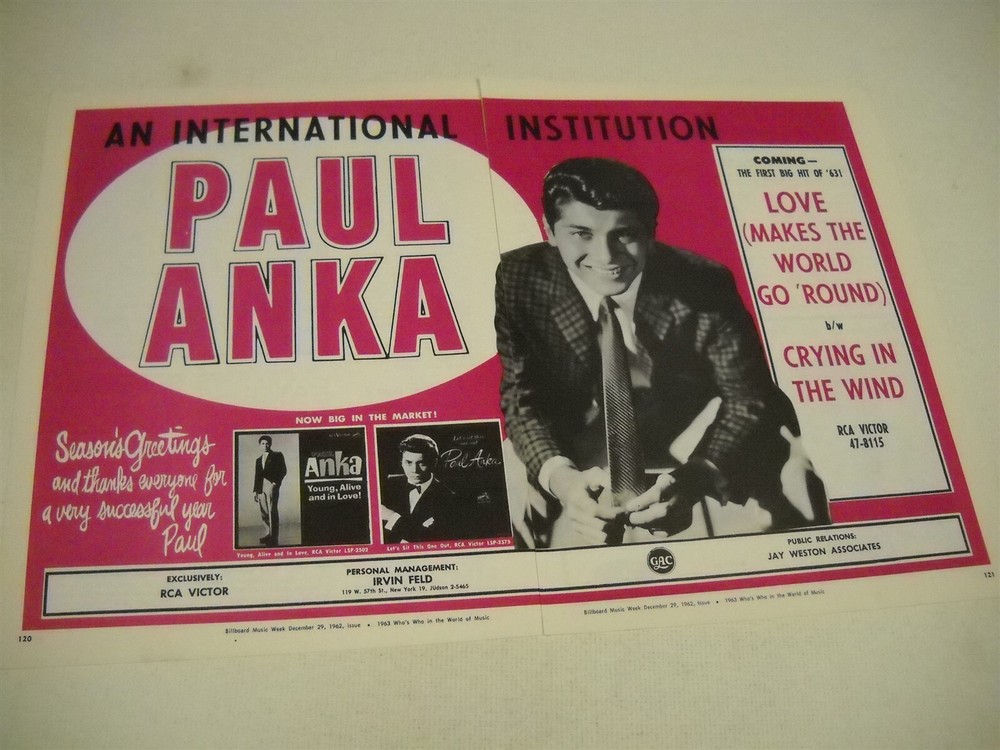 AN INTERNATIONAL INSTITUTION
PAUL
ANKA
COMING—
THE FIRST BIG HIT OF '63!
LOVE
(MAKES THE
WORLD
GO 'ROUND)
b/w
CRYING IN
THE WIND
RCA VICTOR
47-8115
Season's Greetings
and thanks everyone for
a very successful year
Paul
NOW BIG IN THE MARKET!
Anka
Young, Alive
and in Love!
Let's Sit This
One Out
Paul Anka
Young, Alive and in Love, RCA Victor LSP-2502
Let's Sit This One Out, RCA Victor LSP-2575
EXCLUSIVELY:
RCA VICTOR
PERSONAL MANAGEMENT:
IRVIN FELD
119 W. 57th St., New York 19, JUdson 2-5465
GAC
PUBLIC RELATIONS:
JAY WESTON ASSOCIATES
120
Billboard Music Week December 29, 1962, Issue • 1963 Who's Who in the World of Music
Billboard Music Week December 29, 1962, Issue • 1963 Who's Who in the World of Music
121